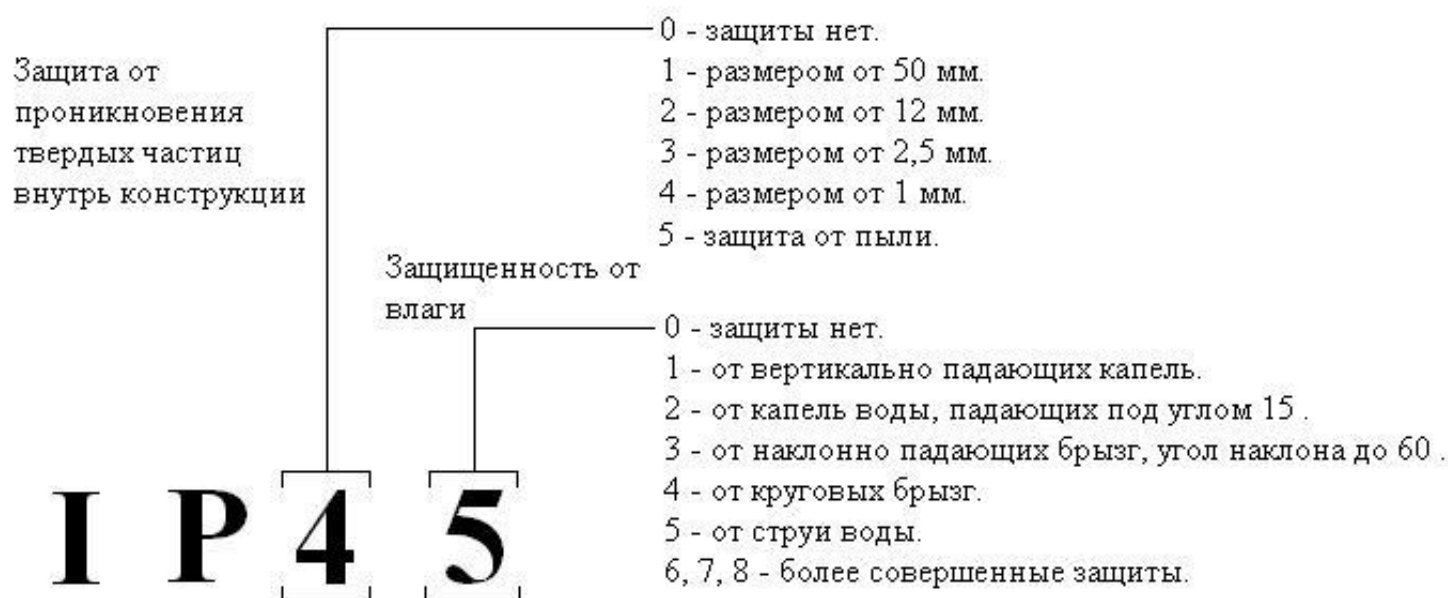 Защита от
проникновения
твердых частиц
внутрь конструкции
0 - защиты нет.
1 - размером от 50 мм.
2 - размером от 12 мм.
3 - размером от 2,5 мм.
4 - размером от 1 мм.
5 - защита от пыли.
Защищенность от
влаги
0 - защиты нет.
1 - от вертикально падающих капель.
2 - от капель воды, падающих под углом 15 .
3 - от наклонно падающих брызг, угол наклона до 60 .
4 - от круговых брызг.
5 - от струи воды.
6, 7, 8 - более совершенные защиты.
I P 4 5